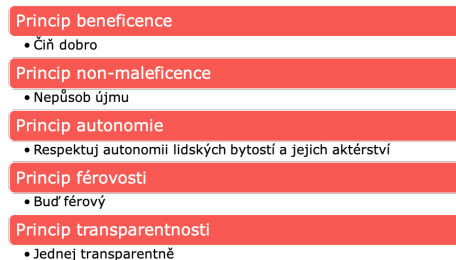 Princip beneficence
• Čiň dobro
Princip non-maleficence
• Nepůsob újmu
Princip autonomie
• Respektuj autonomii lidských bytostí a jejich aktérství
Princip férovosti
• Buď férový
Princip transparentnosti
• Jednej transparentně